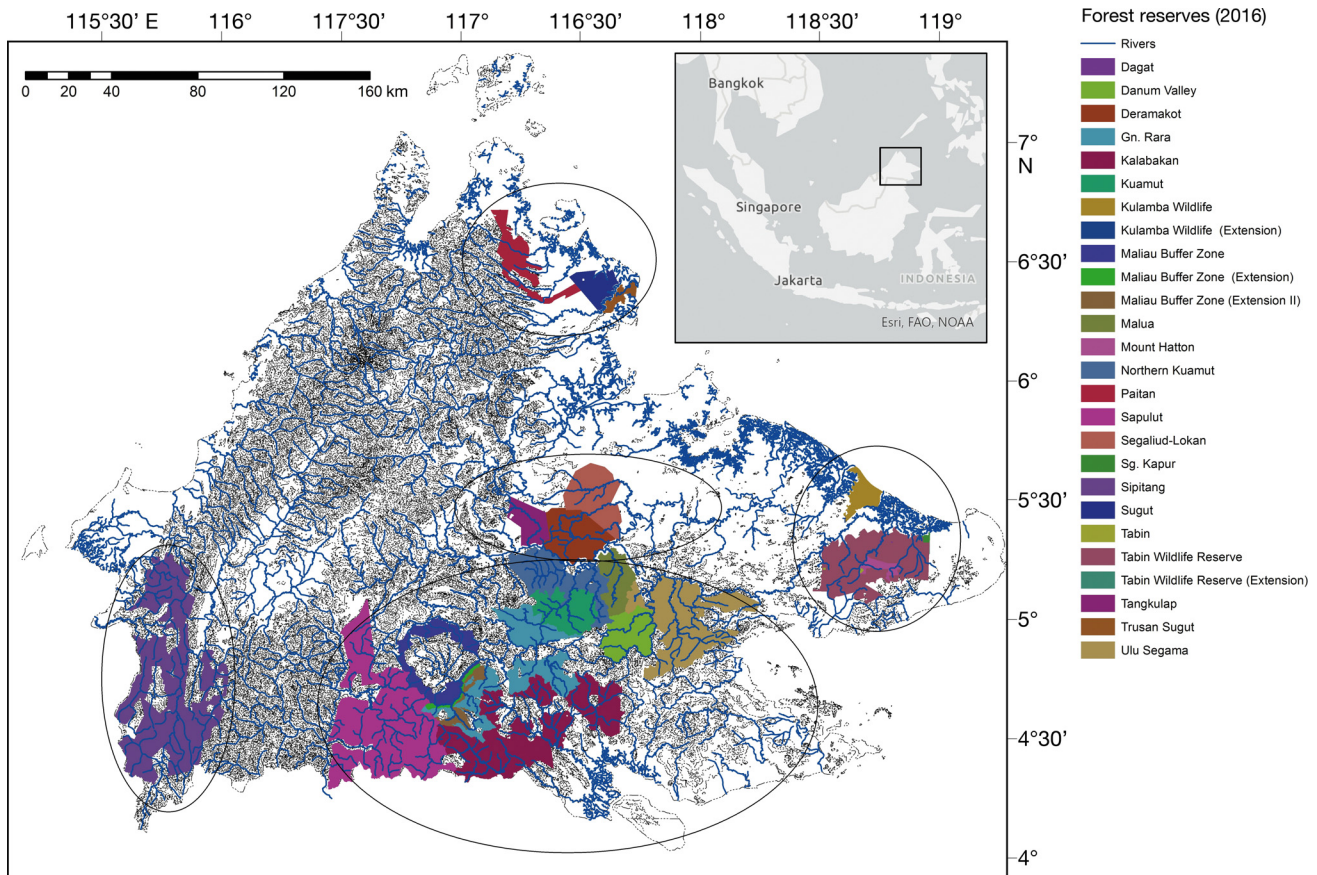 115°30’ E 116° 117°30’ 117° 116°30’ 118° 118°30’ 119°
0 20 40 80 120 160 km
Bangkok
Singapore
Jakarta
INDONESIA
Esri, FAO, NOAA
7°
N
6°30’
6°
5°30’
5°
4°30’
4°
Forest reserves (2016)
Rivers
Dagat
Danum Valley
Deramakot
Gn. Rara
Kalabakan
Kuamut
Kulamba Wildlife
Kulamba Wildlife (Extension)
Maliau Buffer Zone
Maliau Buffer Zone (Extension)
Maliau Buffer Zone (Extension II)
Malua
Mount Hatton
Northern Kuamut
Paitan
Sapulut
Segaliud-Lokan
Sg. Kapur
Sipitang
Sugut
Tabin
Tabin Wildlife Reserve
Tabin Wildlife Reserve (Extension)
Tangkulap
Trusan Sugut
Ulu Segama